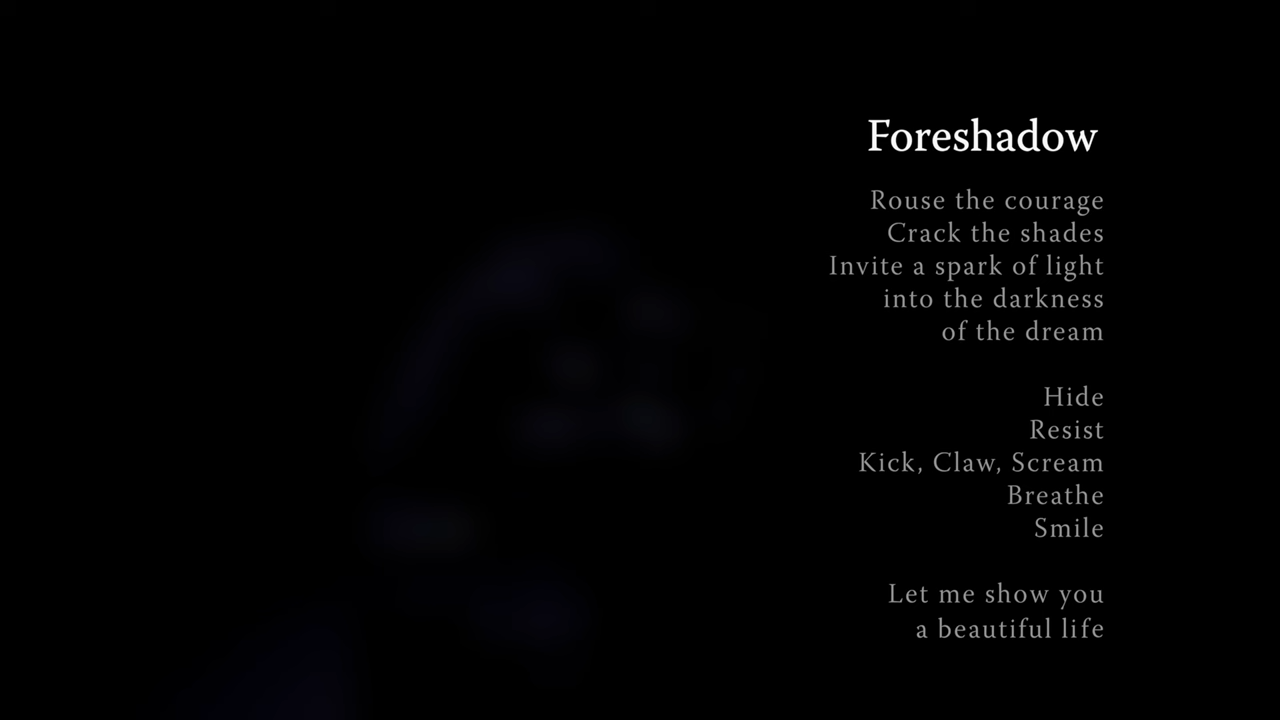 Foreshadow
Rouse the courage
Crack the shades
Invite a spark of light
into the darkness
of the dream
Hide
Resist
Kick, Claw, Scream
Breathe
Smile
Let me show you
a beautiful life